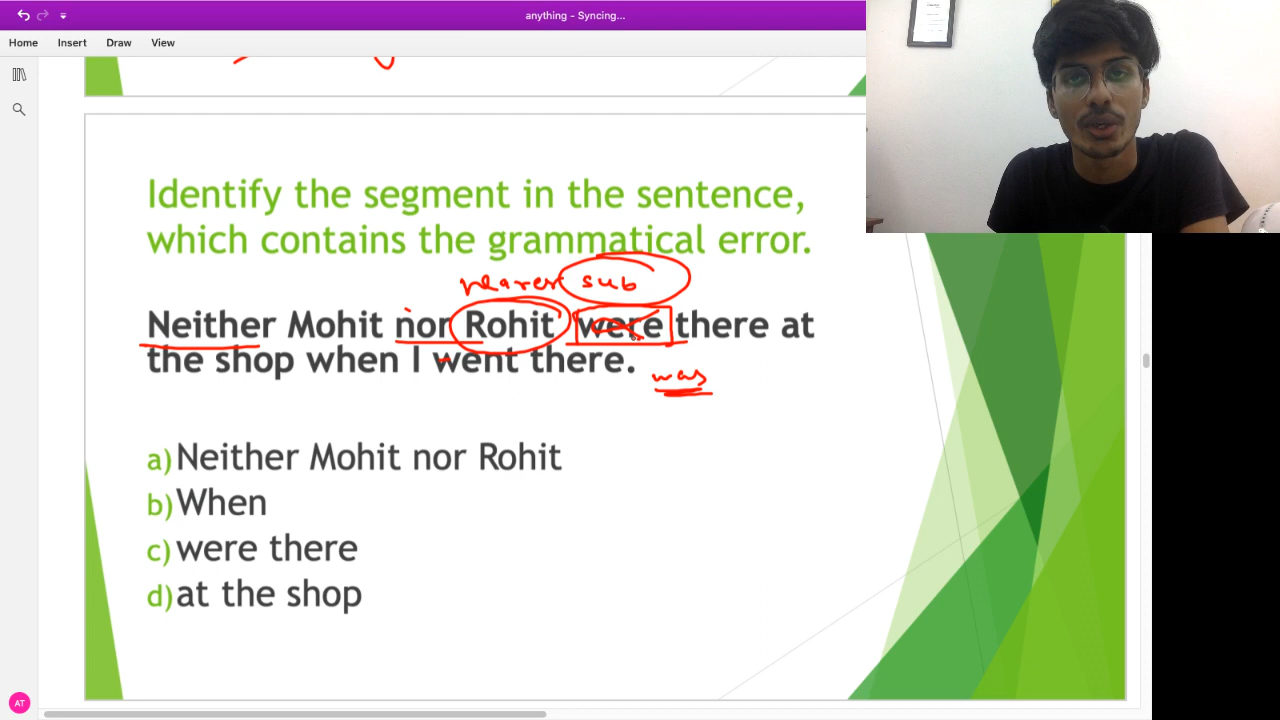 anything – Syncing...
Home Insert Draw View
Identify the segment in the sentence,
which contains the grammatical error.
nearer sub
Neither Mohit nor Rohit were there at
the shop when I went there.
was
a) Neither Mohit nor Rohit
b) When
c) were there
d) at the shop
AT